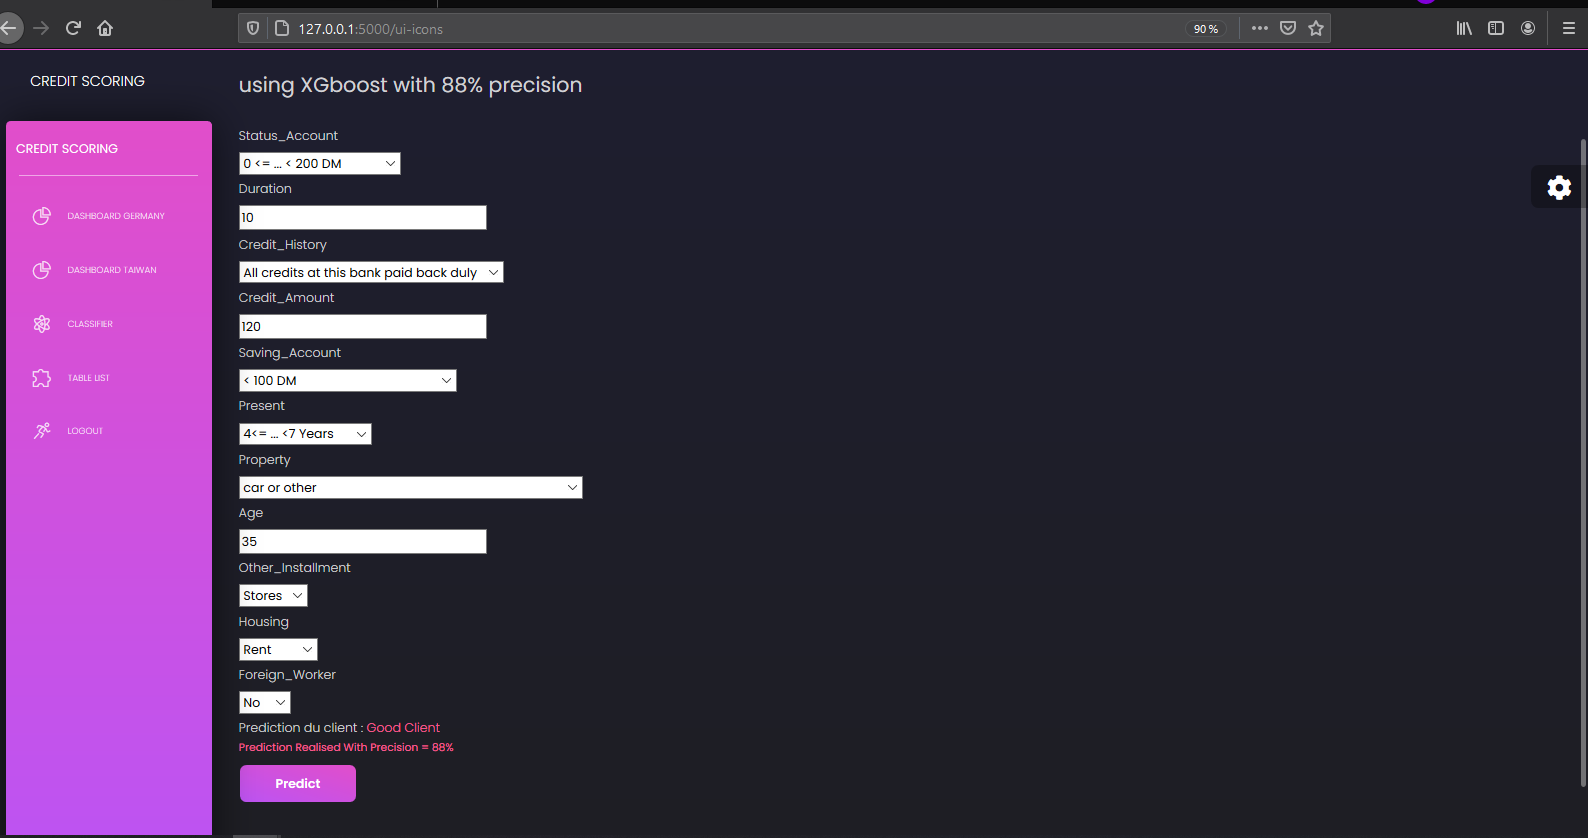 127.0.0.1:5000/ui-icons
90 %
CREDIT SCORING
CREDIT SCORING
DASHBOARD GERMANY
DASHBOARD TAIWAN
CLASSIFIER
TABLE LIST
LOGOUT
using XGboost with 88% precision
Status_Account
0 <= ... < 200 DM
Duration
10
Credit_History
All credits at this bank paid back duly
Credit_Amount
120
Saving_Account
< 100 DM
Present
4<= ... <7 Years
Property
car or other
Age
35
Other_Installment
Stores
Housing
Rent
Foreign_Worker
No
Prediction du client : Good Client
Prediction Realised With Precision = 88%
Predict